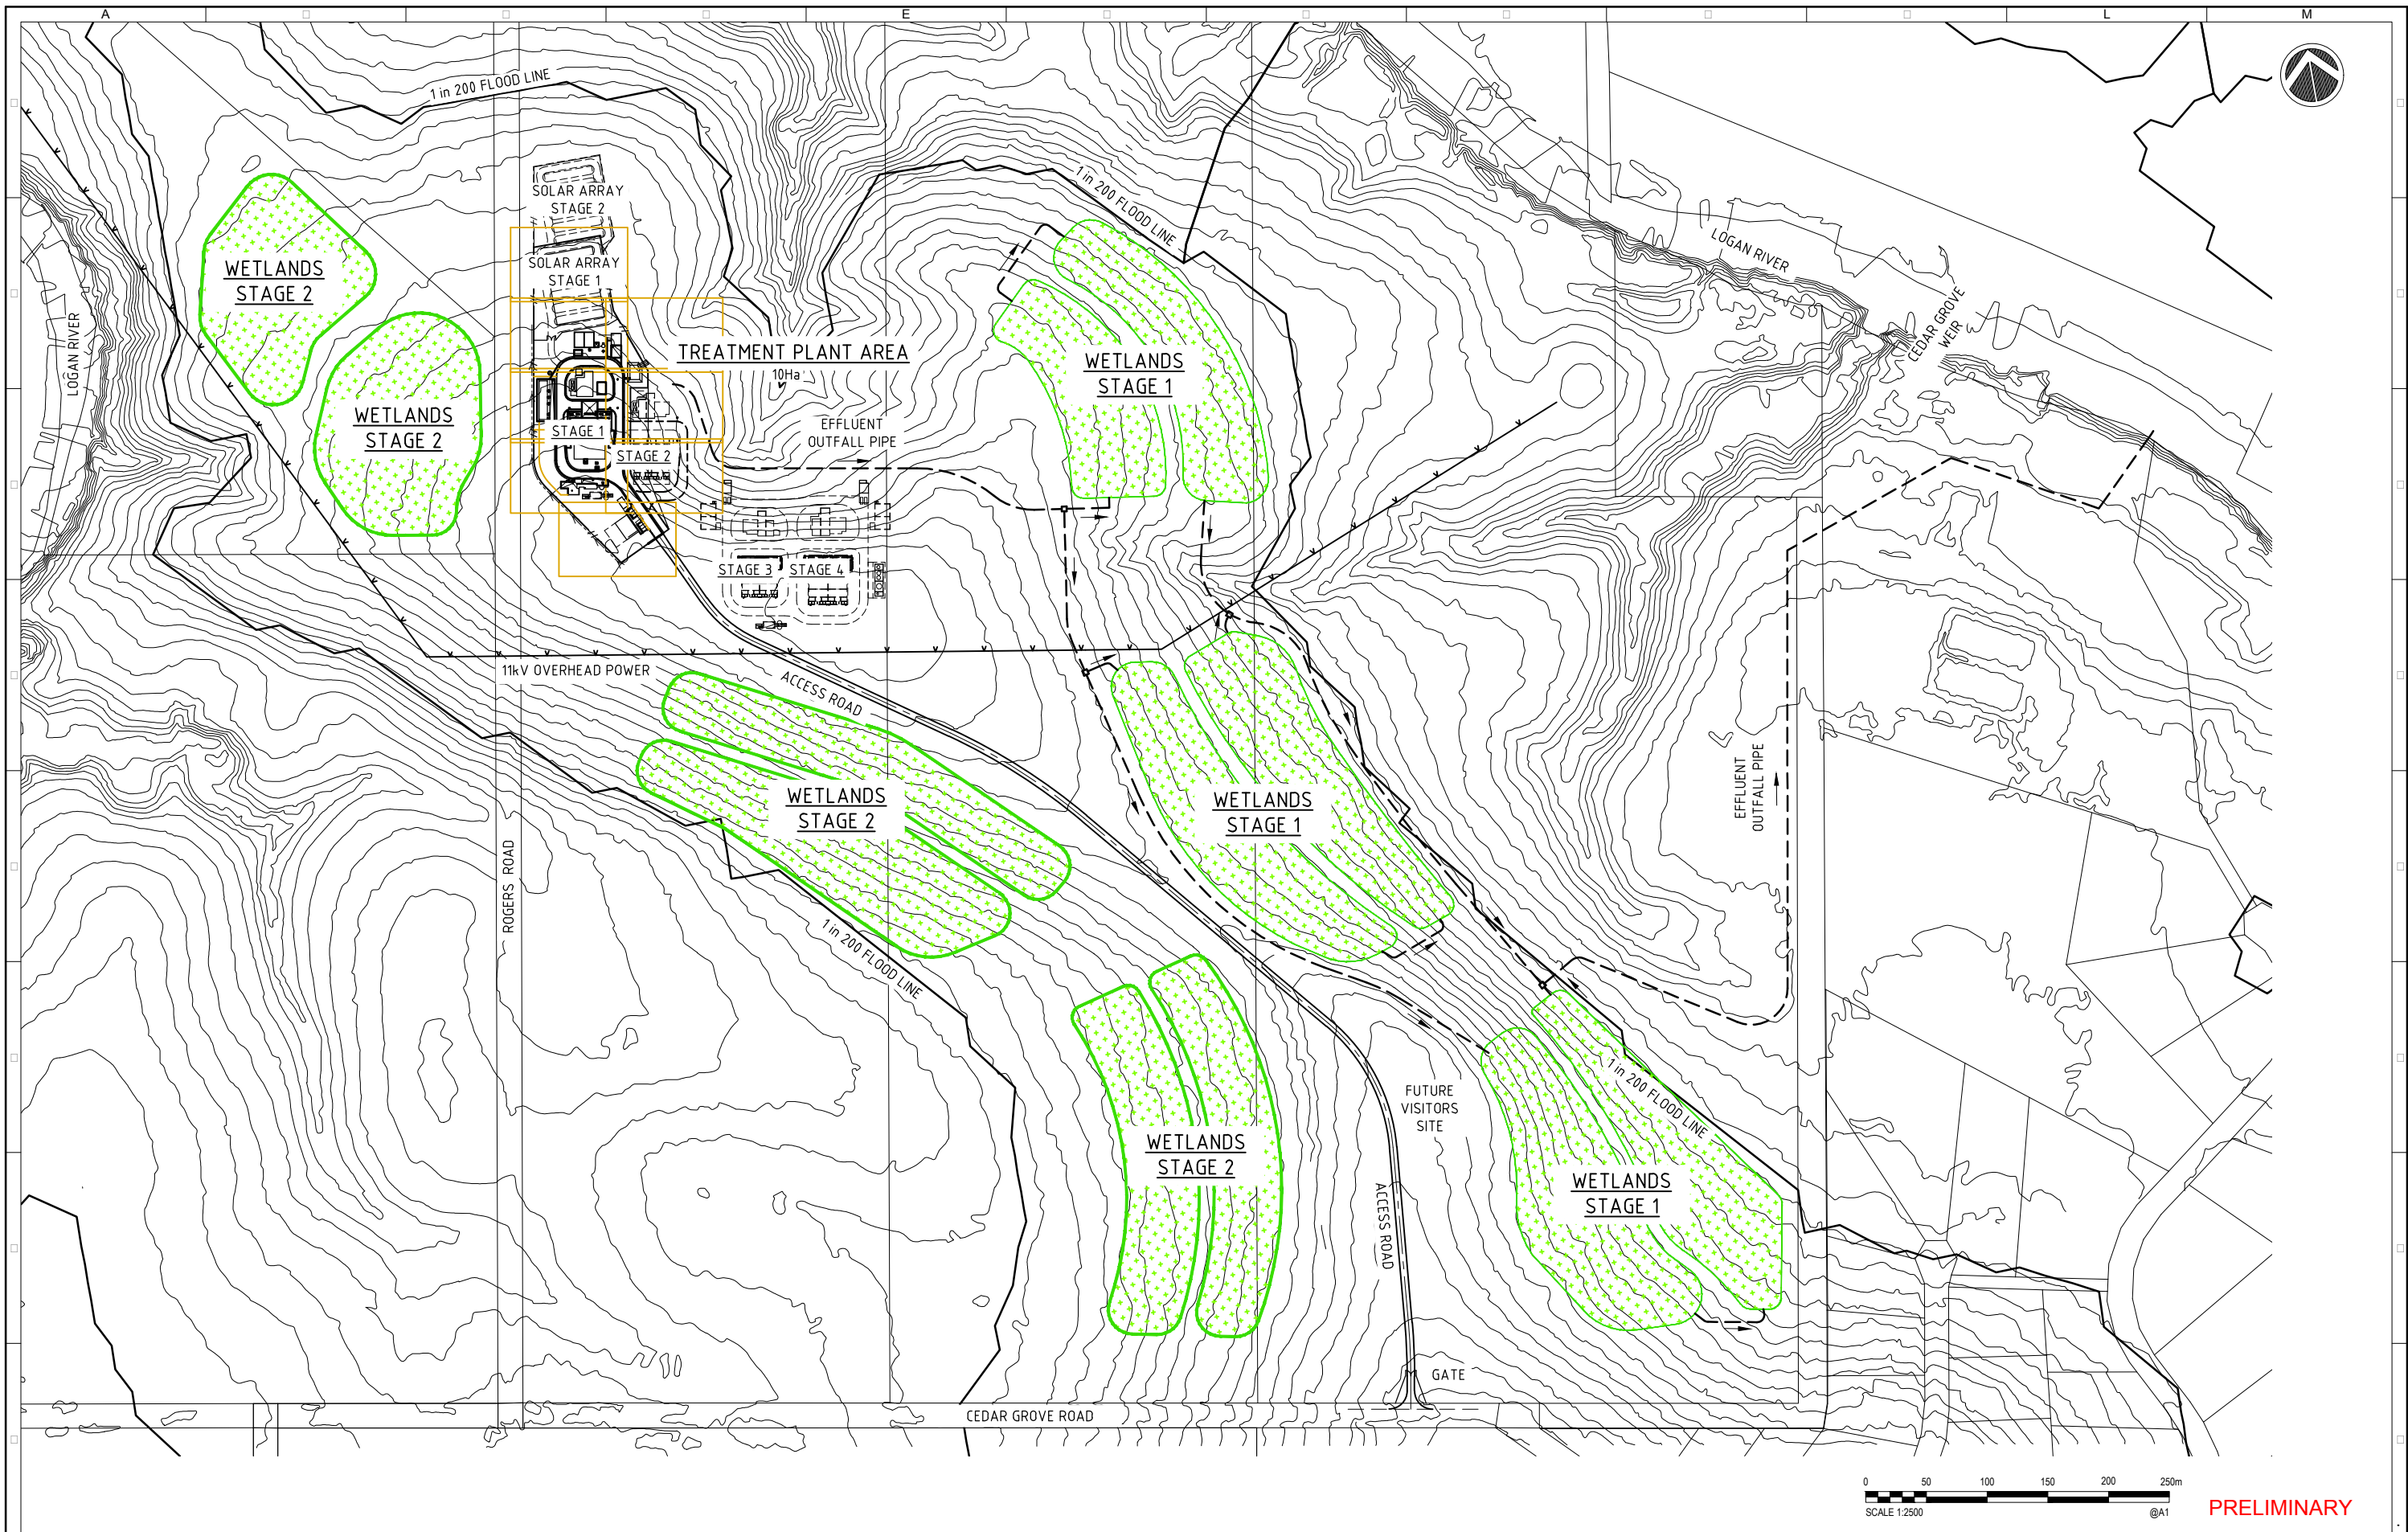 A
E
L
M
1 in 200 FLOOD LINE
SOLAR ARRAY
STAGE 2
1 in 200 FLOOD LINE
LOGAN RIVER
WETLANDS
STAGE 2
SOLAR ARRAY
STAGE 1
CEDAR GROVE
WEIR
LOGAN RIVER
TREATMENT PLANT AREA
10Ha
WETLANDS
STAGE 1
WETLANDS
STAGE 2
STAGE 1
EFFLUENT
OUTFALL PIPE
STAGE 2
STAGE 3
STAGE 4
11kV OVERHEAD POWER
ACCESS ROAD
EFFLUENT
OUTFALL PIPE
WETLANDS
STAGE 2
WETLANDS
STAGE 1
ROGERS ROAD
1 in 200 FLOOD LINE
FUTURE
VISITORS
SITE
1 in 200 FLOOD LINE
WETLANDS
STAGE 2
WETLANDS
STAGE 1
ACCESS ROAD
GATE
CEDAR GROVE ROAD
0 50 100 150 200 250m
SCALE 1:2500 @A1
PRELIMINARY